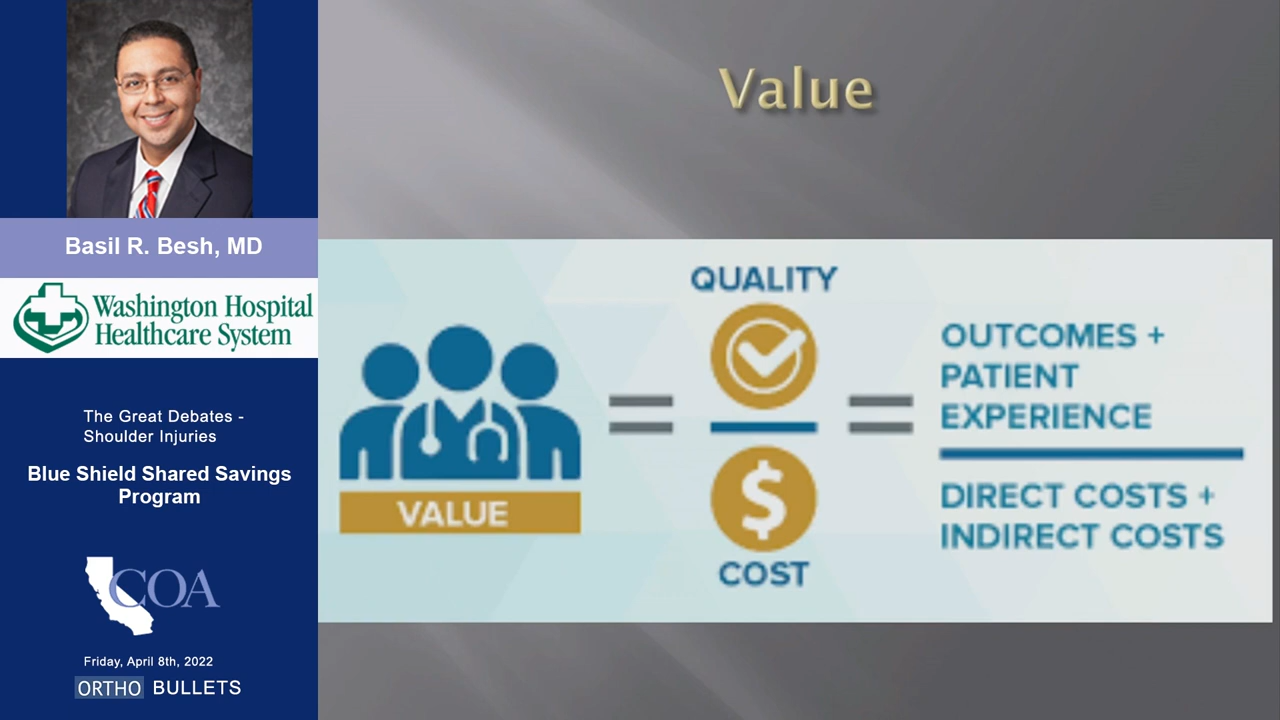 Basil R. Besh, MD
Washington Hospital
Healthcare System
The Great Debates -
Shoulder Injuries
Blue Shield Shared Savings
Program
COA
Friday, April 8th, 2022
ORTHO BULLETS
Value
VALUE
=
QUALITY
$
COST
=
OUTCOMES +
PATIENT
EXPERIENCE
DIRECT COSTS +
INDIRECT COSTS